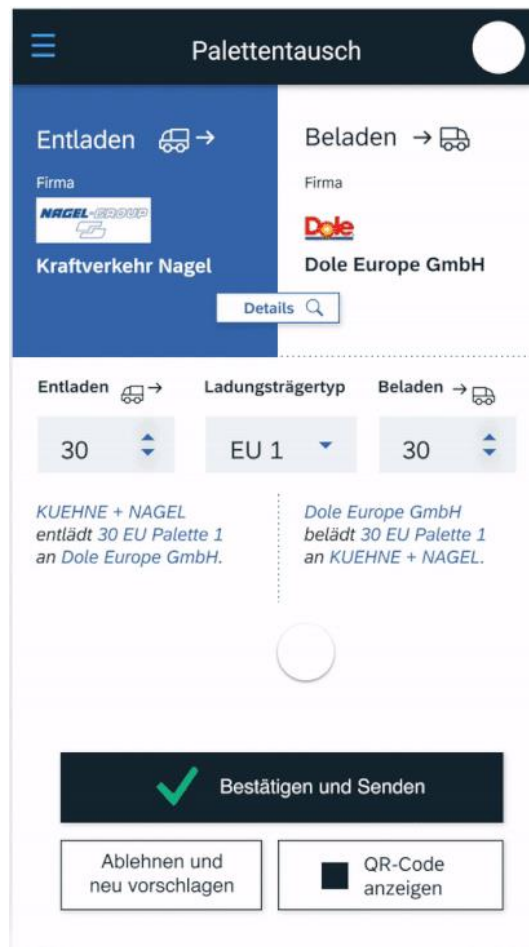 Palettentausch
Entladen
Firma
NAGEL-GROUP
Kraftverkehr Nagel
Beladen
Firma
Dole
Dole Europe GmbH
Details
Entladen
Ladungsträgertyp
Beladen
30
EU 1
30
KUEHNE + NAGEL
entlädt 30 EU Palette 1
an Dole Europe GmbH.
Dole Europe GmbH
belädt 30 EU Palette 1
an KUEHNE + NAGEL.
Bestätigen und Senden
Ablehnen und
neu vorschlagen
QR-Code
anzeigen